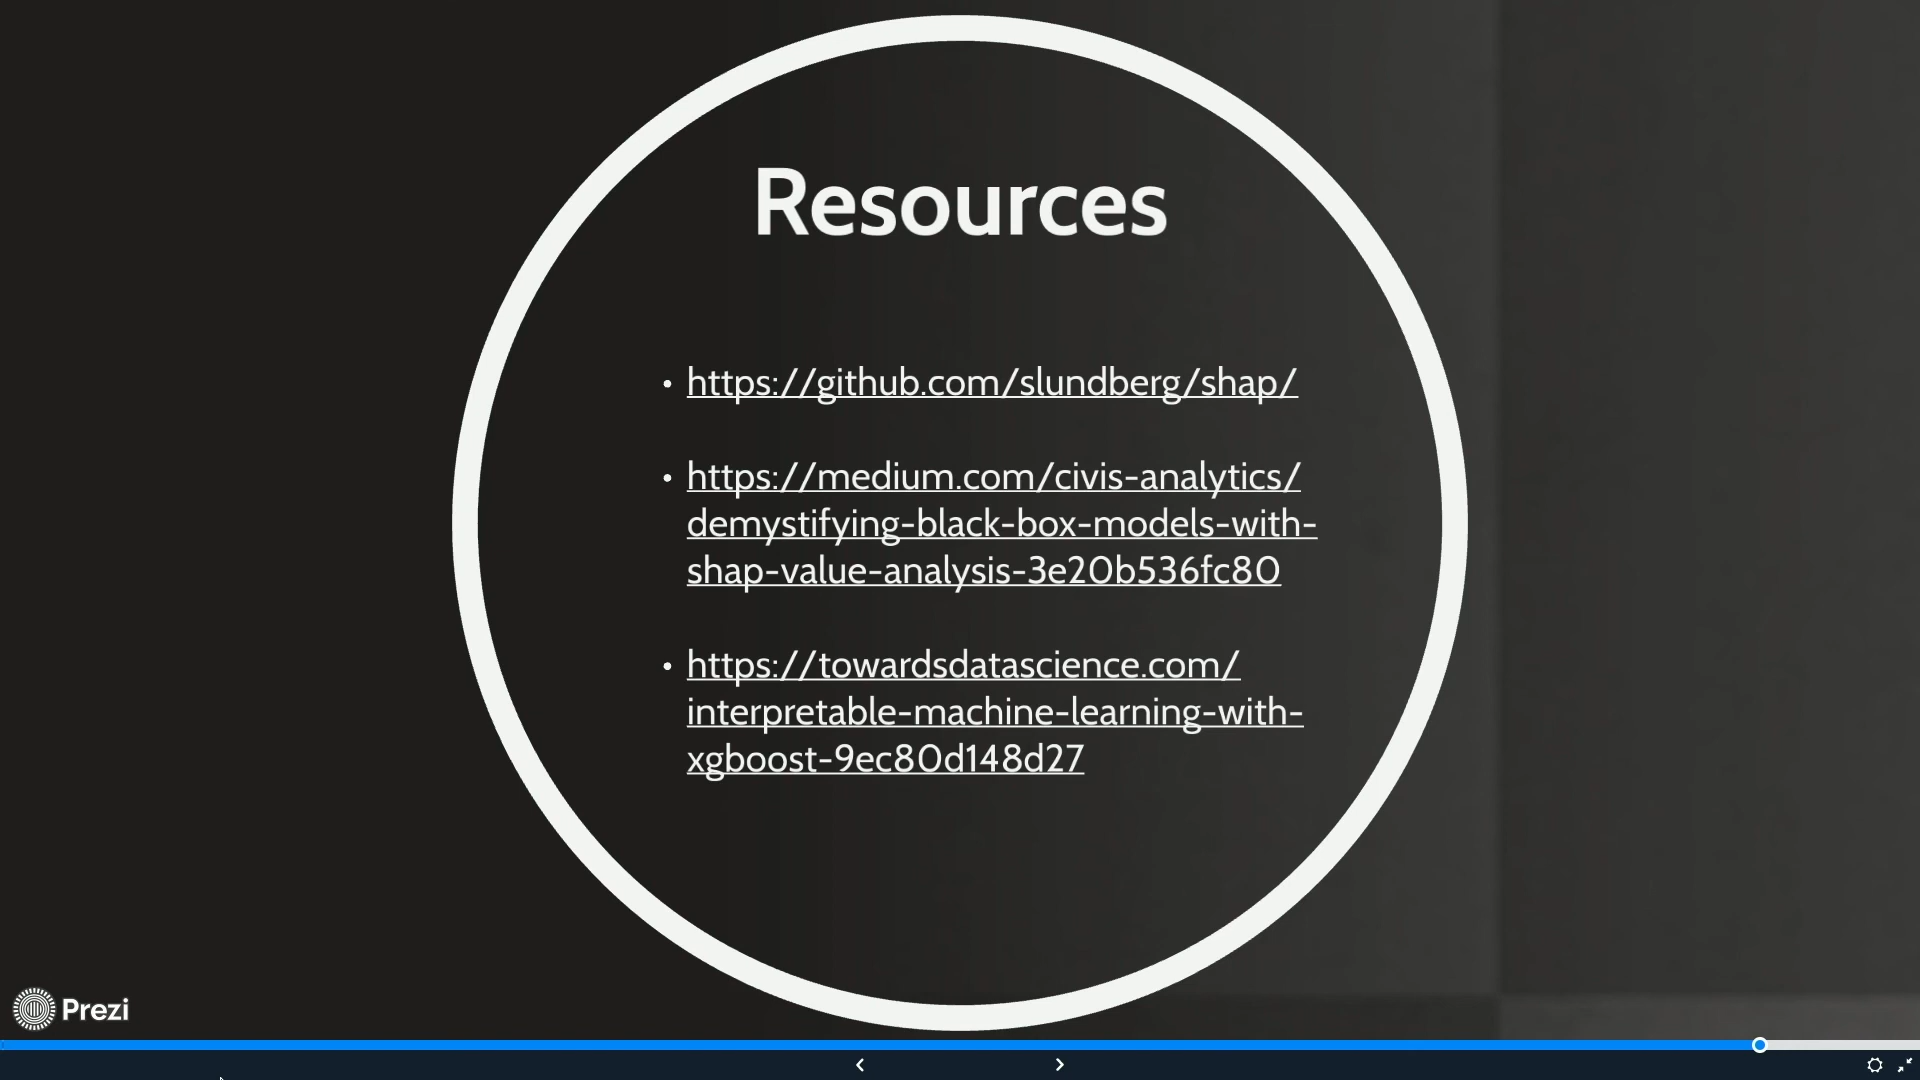 Resources
• https://github.com/slundberg/shap/
• https://medium.com/civis-analytics/
demystifying-black-box-models-with-
shap-value-analysis-3e20b536fc80
• https://towardsdatascience.com/
interpretable-machine-learning-with-
xgboost-9ec80d148d27
Prezi